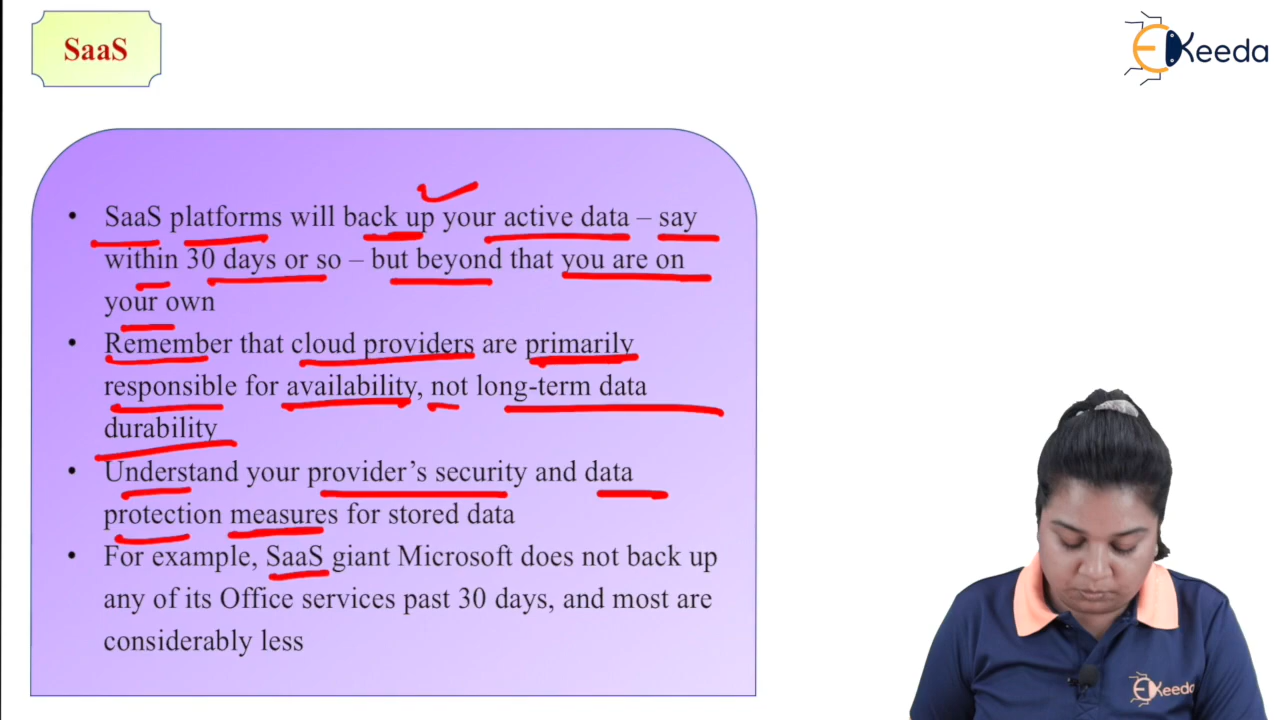 SaaS
EKeeda
• SaaS platforms will back up your active data – say
within 30 days or so – but beyond that you are on
your own
• Remember that cloud providers are primarily
responsible for availability, not long-term data
durability
• Understand your provider’s security and data
protection measures for stored data
• For example, SaaS giant Microsoft does not back up
any of its Office services past 30 days, and most are
considerably less
EKeeda